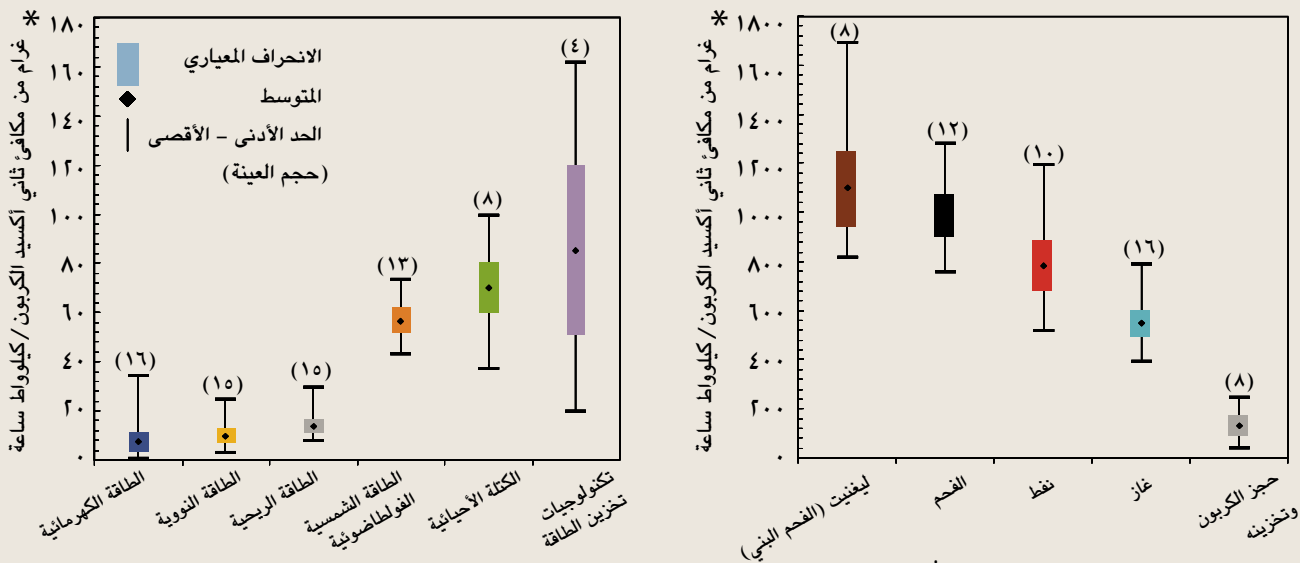 * غرام من مكافئ ثاني أكسيد الكربون/كيلوواط ساعة
١٨٠
١٦٠
١٤٠
١٢٠
١٠٠
٨٠
٦٠
٤٠
٢٠
٠
الانحراف المعياري
المتوسط
الحد الأدنى – الأقصى
(حجم العينة)
(١٦)
(١٥)
(١٥)
(١٣)
(٨)
(٤)
الطاقة الكهرمائية
الطاقة النووية
الطاقة الريحية
الطاقة الشمسية
الفولطاضوئية
الكتلة الأحيائية
تكنولوجيات
تخزين الطاقة
* غرام من مكافئ ثاني أكسيد الكربون/كيلوواط ساعة
١٨٠٠
١٦٠٠
١٤٠٠
١٢٠٠
١٠٠٠
٨٠٠
٦٠٠
٤٠٠
٢٠٠
٠
(٨)
(١٢)
(١٠)
(١٦)
(٨)
ليغنيت (الفحم البني)
الفحم
نفط
غاز
حجز الكربون
وتخزينه